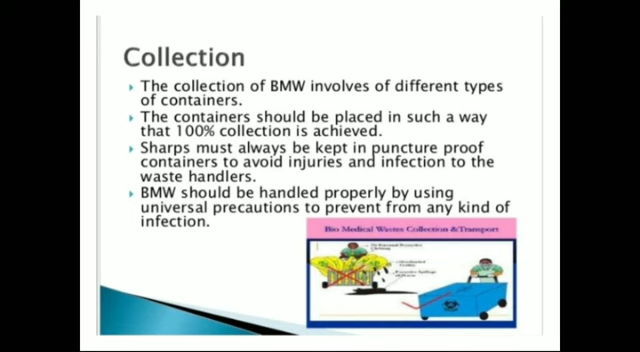 Collection
The collection of BMW involves of different types
of containers.
The containers should be placed in such a way
that 100% collection is achieved.
Sharps must always be kept in puncture proof
containers to avoid injuries and infection to the
waste handlers.
BMW should be handled properly by using
universal precautions to prevent from any kind of
infection.
Bio Medical Wastes Collection &Transport